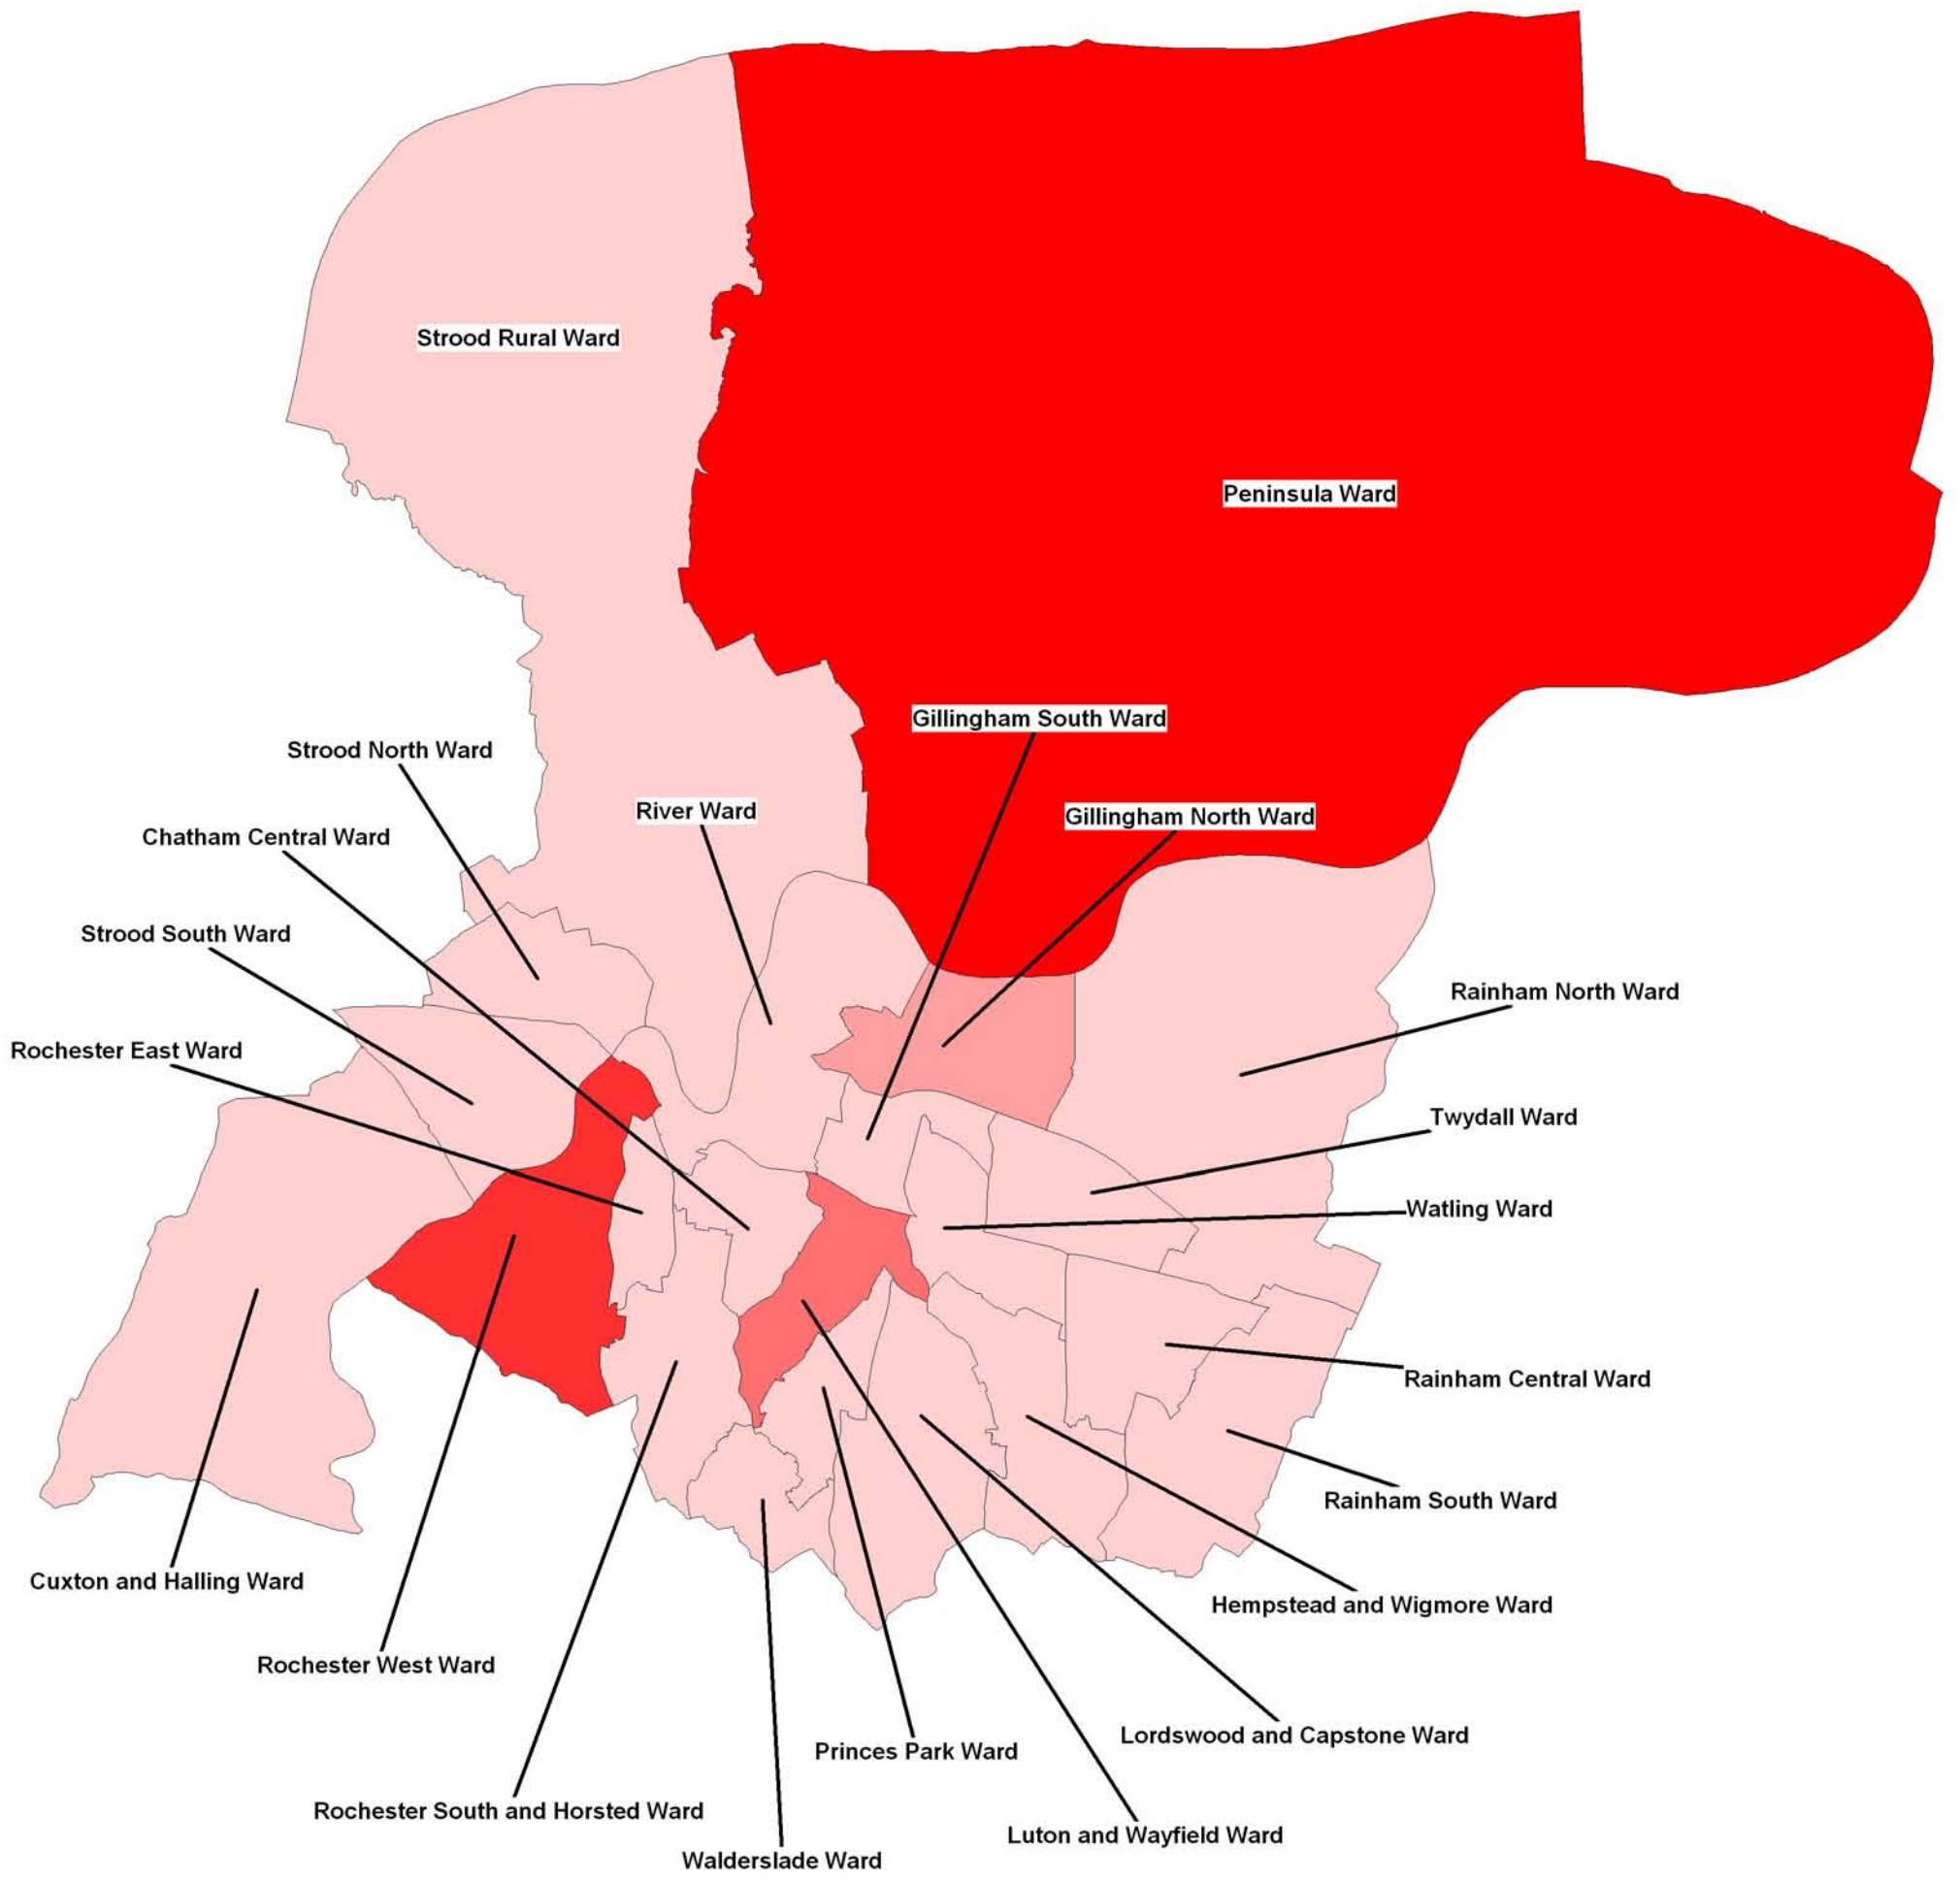 Strood Rural Ward
Peninsula Ward
Gillingham South Ward
Strood North Ward
River Ward
Gillingham North Ward
Chatham Central Ward
Strood South Ward
Rainham North Ward
Rochester East Ward
Twydall Ward
Watling Ward
Rainham Central Ward
Rainham South Ward
Cuxton and Halling Ward
Hempstead and Wigmore Ward
Rochester West Ward
Lordswood and Capstone Ward
Princes Park Ward
Rochester South and Horsted Ward
Luton and Wayfield Ward
Walderslade Ward